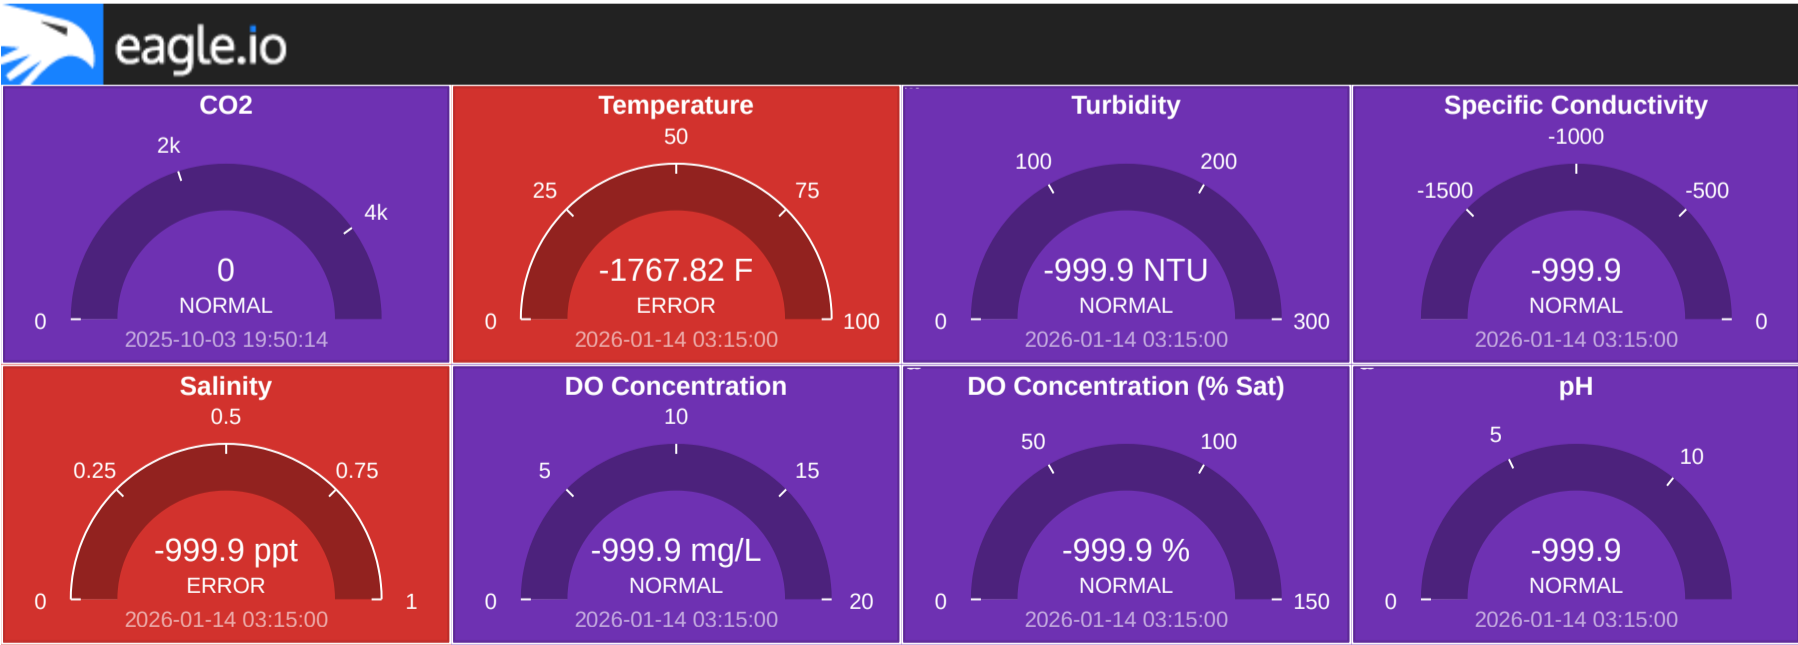 eagle.io
CO2
2k
4k
0
NORMAL
0
2025-10-03 19:50:14
Temperature
50
25
75
-1767.82 F
ERROR
0
100
2026-01-14 03:15:00
Turbidity
100
200
-999.9 NTU
NORMAL
0
300
2026-01-14 03:15:00
Specific Conductivity
-1000
-1500
-500
-999.9
NORMAL
0
2026-01-14 03:15:00
Salinity
0.5
0.25
0.75
-999.9 ppt
ERROR
0
1
2026-01-14 03:15:00
DO Concentration
10
5
15
-999.9 mg/L
NORMAL
0
20
2026-01-14 03:15:00
DO Concentration (% Sat)
50
100
-999.9 %
NORMAL
0
150
2026-01-14 03:15:00
pH
5
10
-999.9
NORMAL
0
2026-01-14 03:15:00